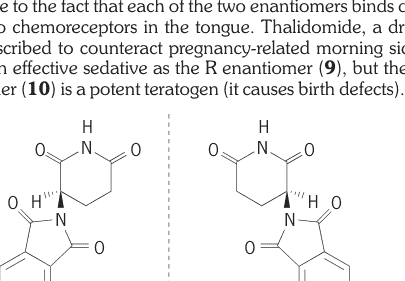 e to the fact that each of the two enantiomers binds
o chemoreceptors in the tongue. Thalidomide, a
scribed to counteract pregnancy-related morning
effective sedative as the R enantiomer (9), but the
er (10) is a potent teratogen (it causes birth defects).
H H
O N O O N O
H H
O N N O
O O